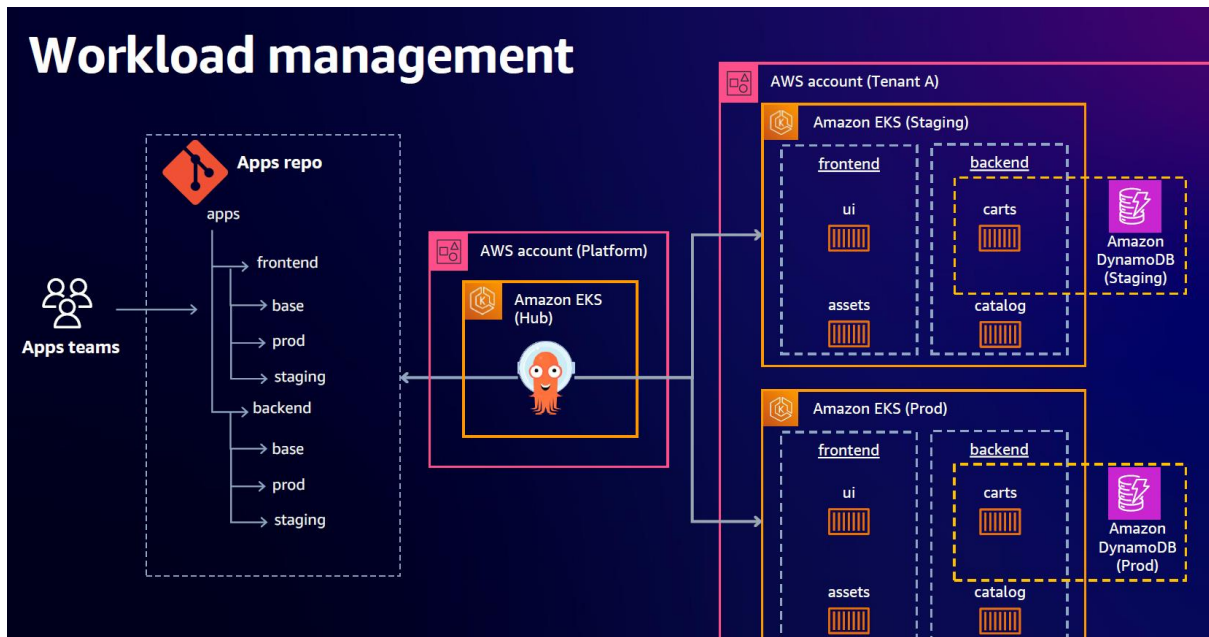 Workload management
Apps teams
Apps repo
apps
frontend
base
prod
staging
backend
base
prod
staging
AWS account (Platform)
Amazon EKS
(Hub)
AWS account (Tenant A)
Amazon EKS (Staging)
frontend
ui
assets
backend
carts
catalog
Amazon
DynamoDB
(Staging)
Amazon EKS (Prod)
frontend
ui
assets
backend
carts
catalog
Amazon
DynamoDB
(Prod)